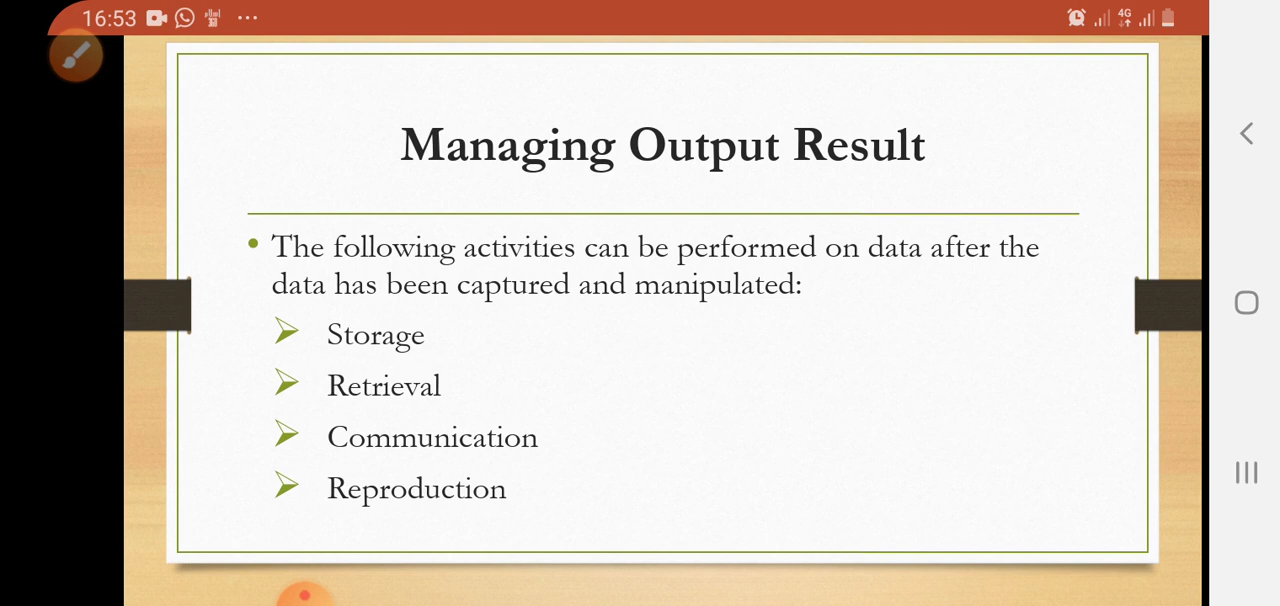 16:53
4G
Managing Output Result
The following activities can be performed on data after the
data has been captured and manipulated:
Storage
Retrieval
Communication
Reproduction